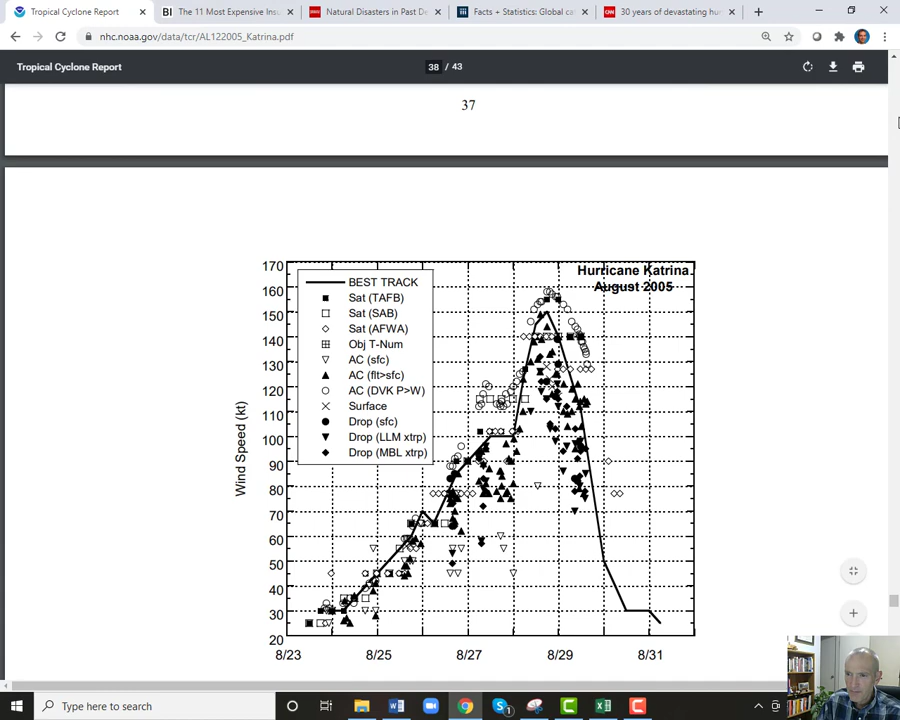 Tropical Cyclone Report
The 11 Most Expensive Insu
Natural Disasters in Past De
Facts + Statistics: Global ca
30 years of devastating hu
nhc.noaa.gov/data/tcr/AL122005_Katrina.pdf
Tropical Cyclone Report
38 / 43
37
Hurricane Katrina
August 2005
BEST TRACK
Sat (TAFB)
Sat (SAB)
Sat (AFWA)
Obj T-Num
AC (sfc)
AC (flt>sfc)
AC (DVK P>W)
Surface
Drop (sfc)
Drop (LLM xtrp)
Drop (MBL xtrp)
Wind Speed (kt)
170
160
150
140
130
120
110
100
90
80
70
60
50
40
30
20
8/23 8/25 8/27 8/29 8/31
Type here to search